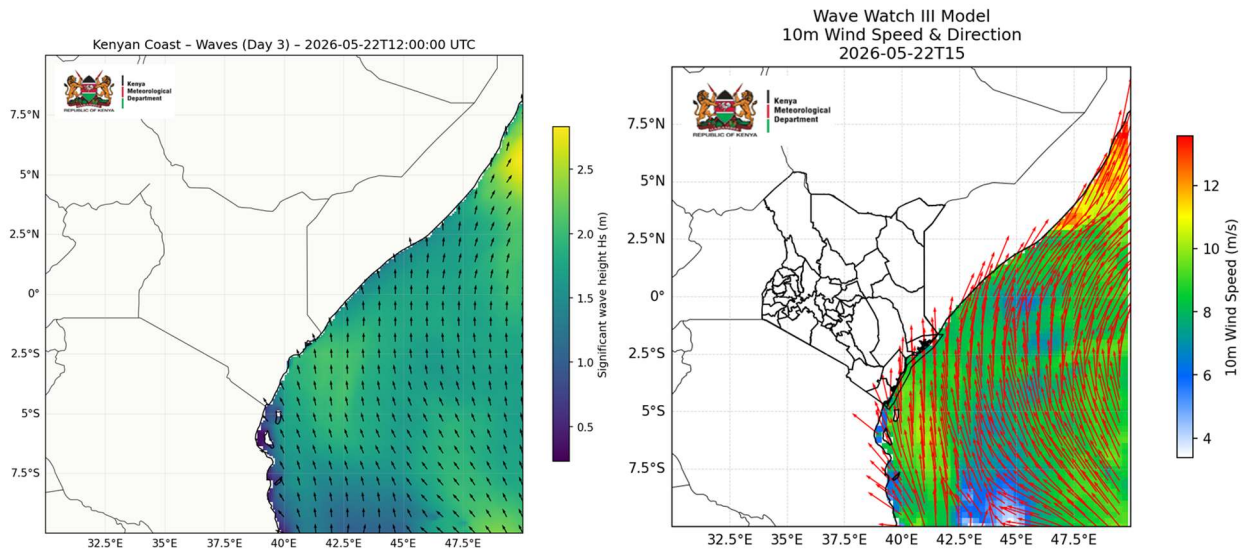 Kenyan Coast – Waves (Day 3) – 2026-05-22T12:00:00 UTC
Kenya
Meteorological
Department
REPUBLIC OF KENYA
7.5°N
5°N
2.5°N
0°
2.5°S
5°S
7.5°S
32.5°E 35°E 37.5°E 40°E 42.5°E 45°E 47.5°E
2.5
2.0
1.5
1.0
0.5
Significant wave height Hs (m)
Wave Watch III Model
10m Wind Speed & Direction
2026-05-22T15
Kenya
Meteorological
Department
REPUBLIC OF KENYA
7.5°N
5°N
2.5°N
0°
2.5°S
5°S
7.5°S
32.5°E 35°E 37.5°E 40°E 42.5°E 45°E 47.5°E
12
10
8
6
4
10m Wind Speed (m/s)